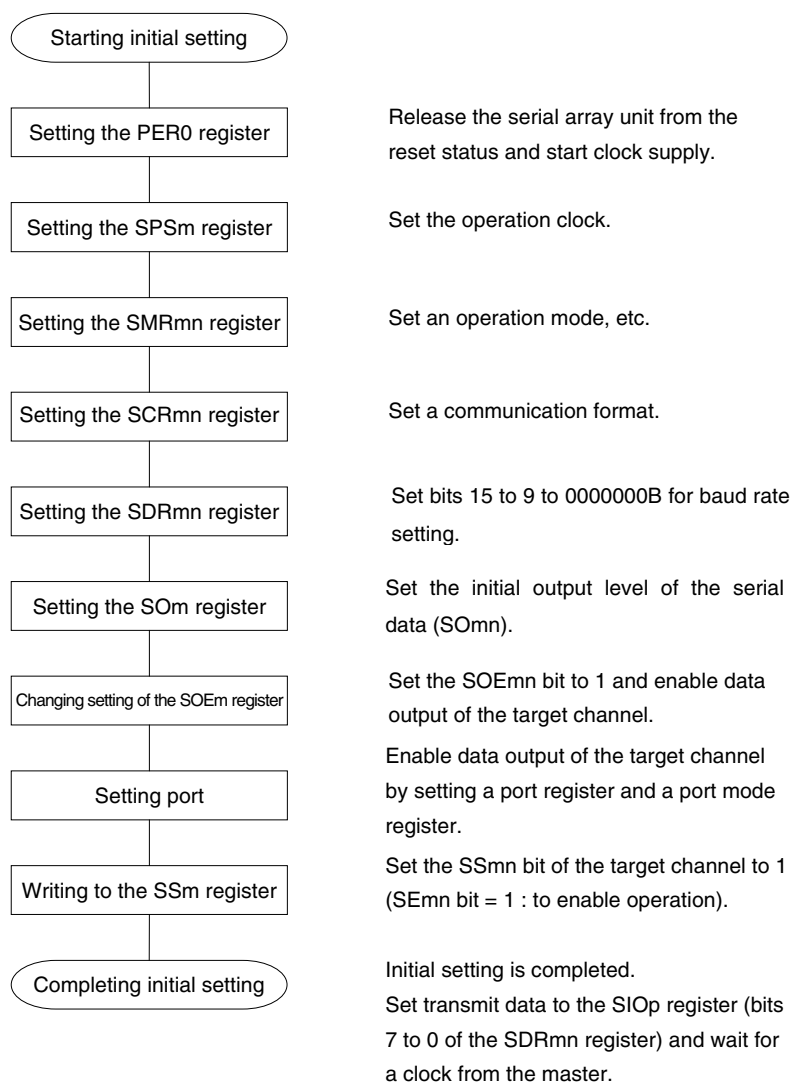 Starting initial setting
Setting the PER0 register
Release the serial array unit from the
reset status and start clock supply.
Setting the SPSm register
Set the operation clock.
Setting the SMRmn register
Set an operation mode, etc.
Setting the SCRmn register
Set a communication format.
Setting the SDRmn register
Set bits 15 to 9 to 0000000B for baud rate
setting.
Setting the SOm register
Set the initial output level of the serial
data (SOmn).
Changing setting of the SOEm register
Set the SOEmn bit to 1 and enable data
output of the target channel.
Setting port
Enable data output of the target channel
by setting a port register and a port mode
register.
Writing to the SSm register
Set the SSmn bit of the target channel to 1
(SEmn bit = 1 : to enable operation).
Completing initial setting
Initial setting is completed.
Set transmit data to the SIOp register (bits
7 to 0 of the SDRmn register) and wait for
a clock from the master.